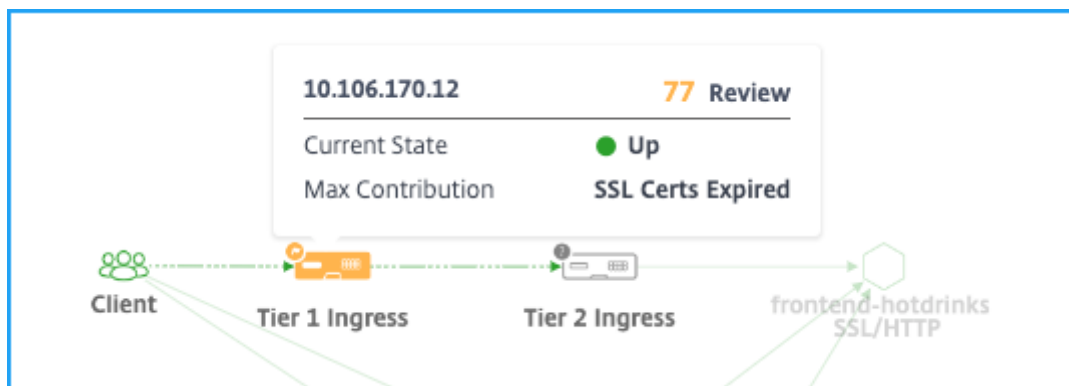 10.106.170.12 77 Review
Current State Up
Max Contribution SSL Certs Expired
Client
Tier 1 Ingress
Tier 2 Ingress
frontend-hotdrinks
SSL/HTTP